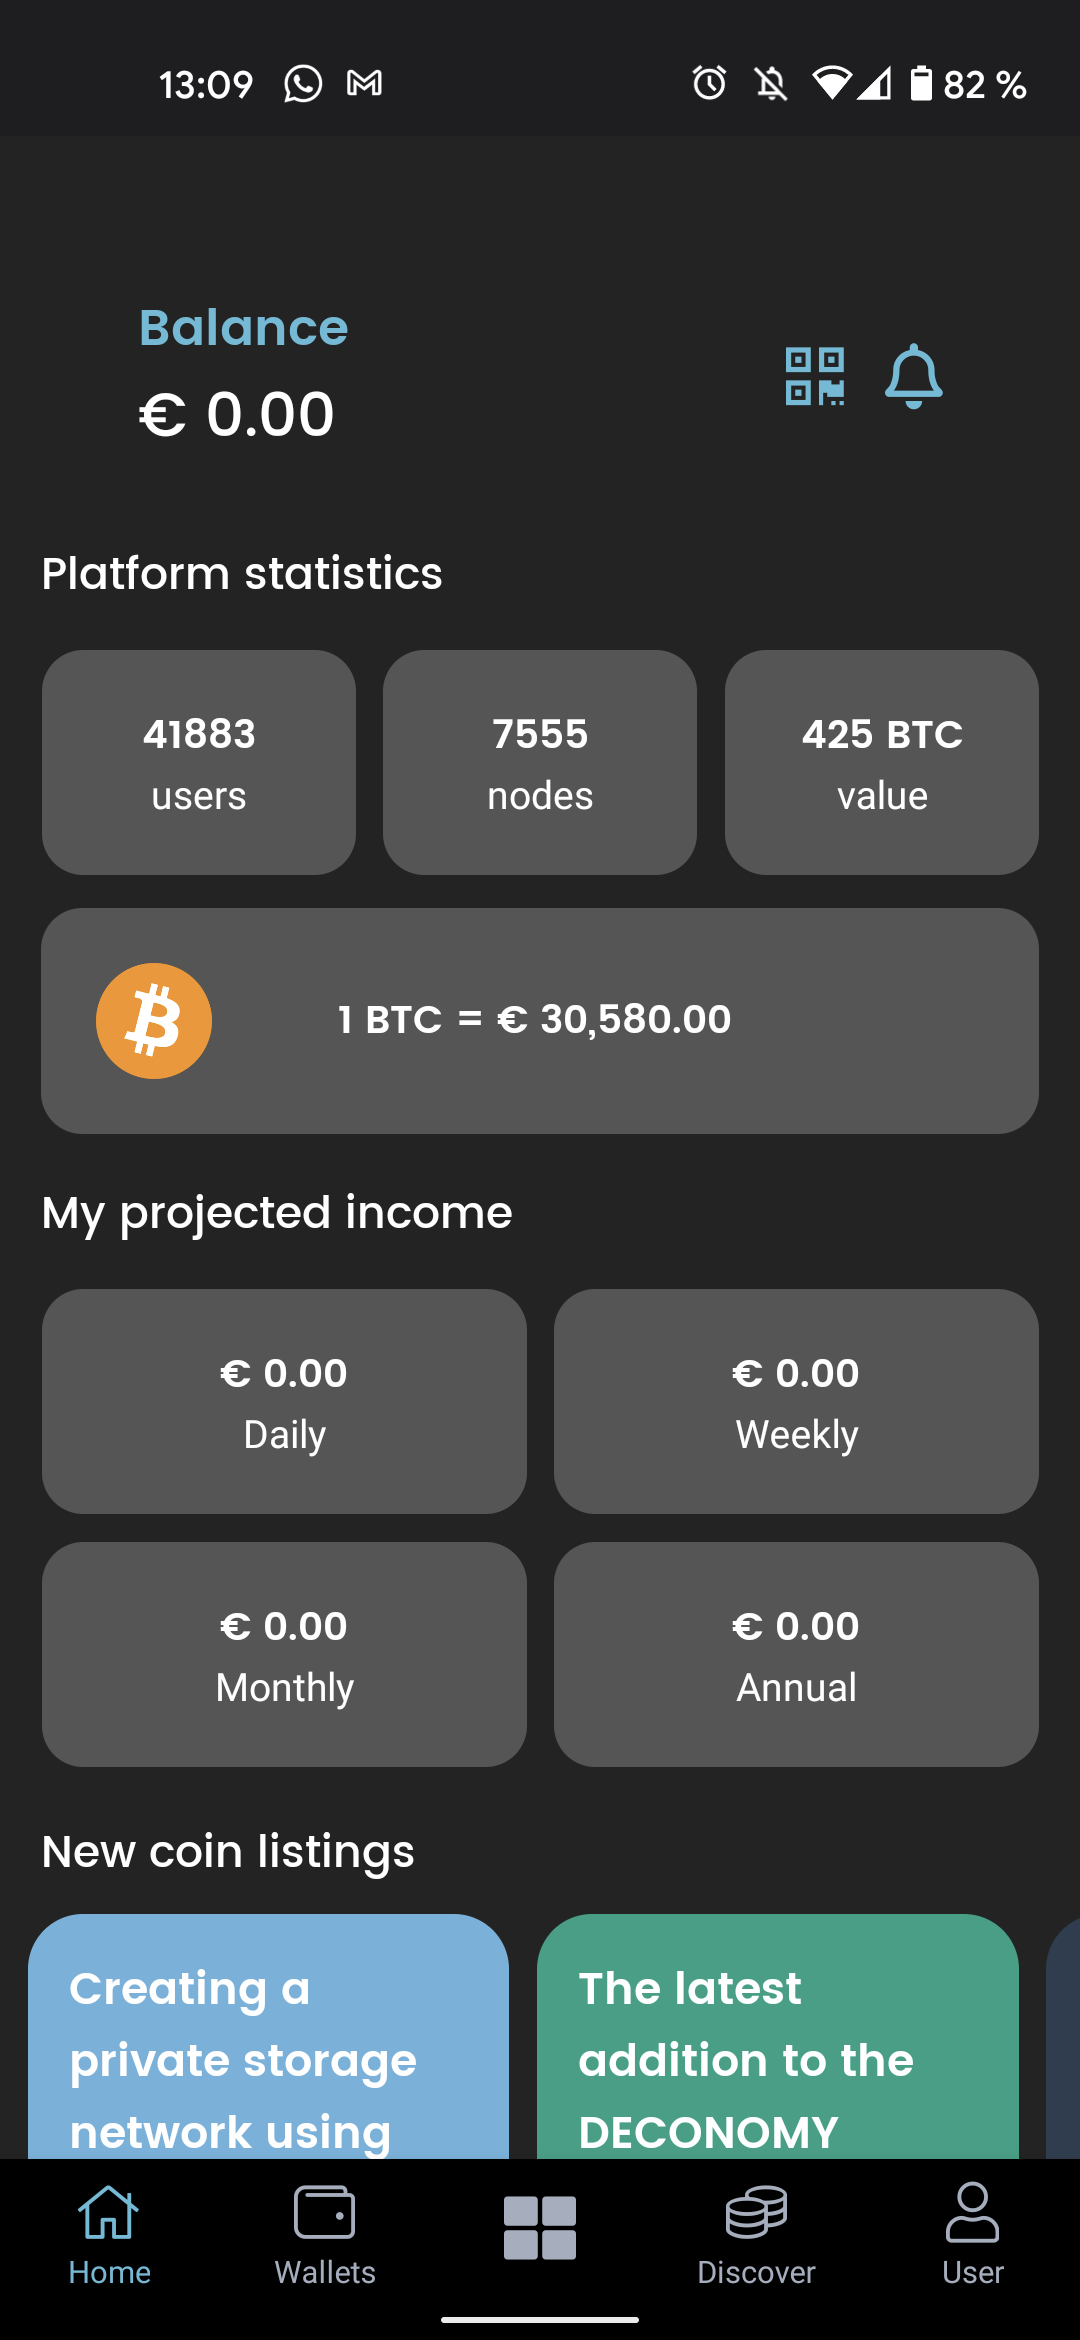 13:09
82 %
Balance
€ 0.00
Platform statistics
41883
users
7555
nodes
425 BTC
value
1 BTC = € 30,580.00
My projected income
€ 0.00
Daily
€ 0.00
Weekly
€ 0.00
Monthly
€ 0.00
Annual
New coin listings
Creating a
private storage
network using
The latest
addition to the
DECONOMY
Home
Wallets
Discover
User